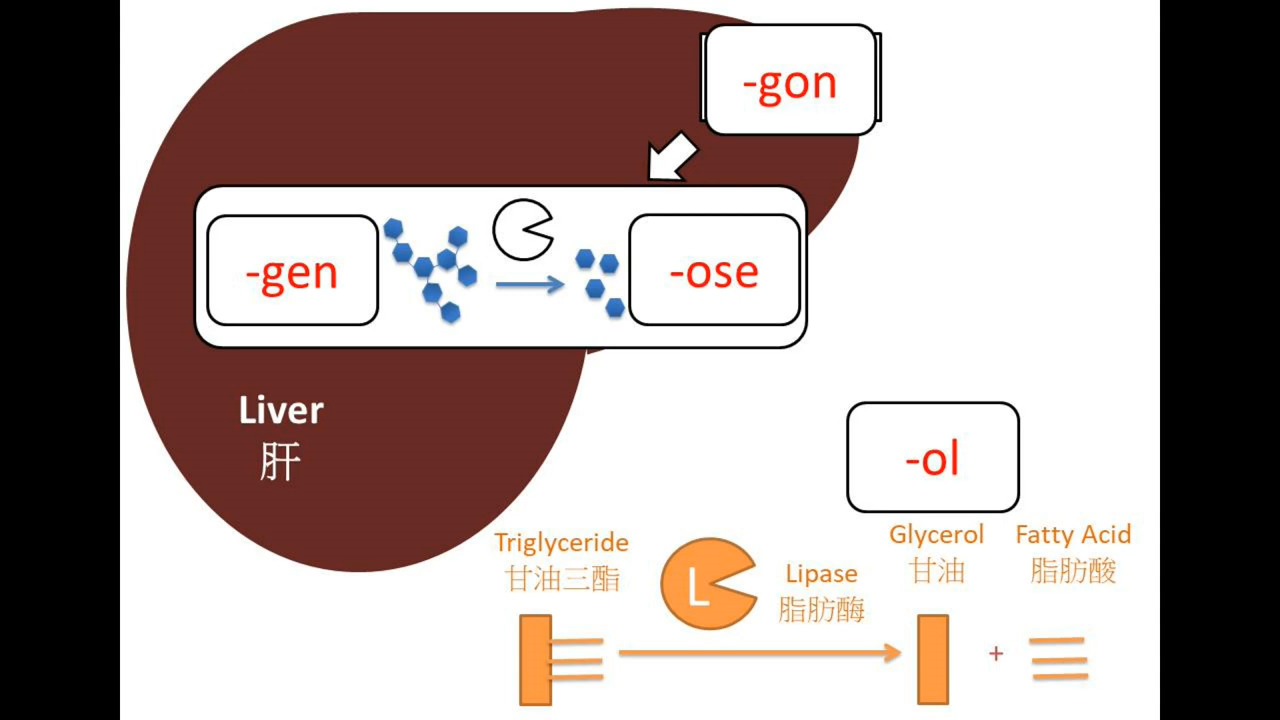 -gon
-gen
-ose
Liver
肝
-ol
Triglyceride
甘油三酯
L
Lipase
脂肪酶
Glycerol
甘油
Fatty Acid
脂肪酸
+